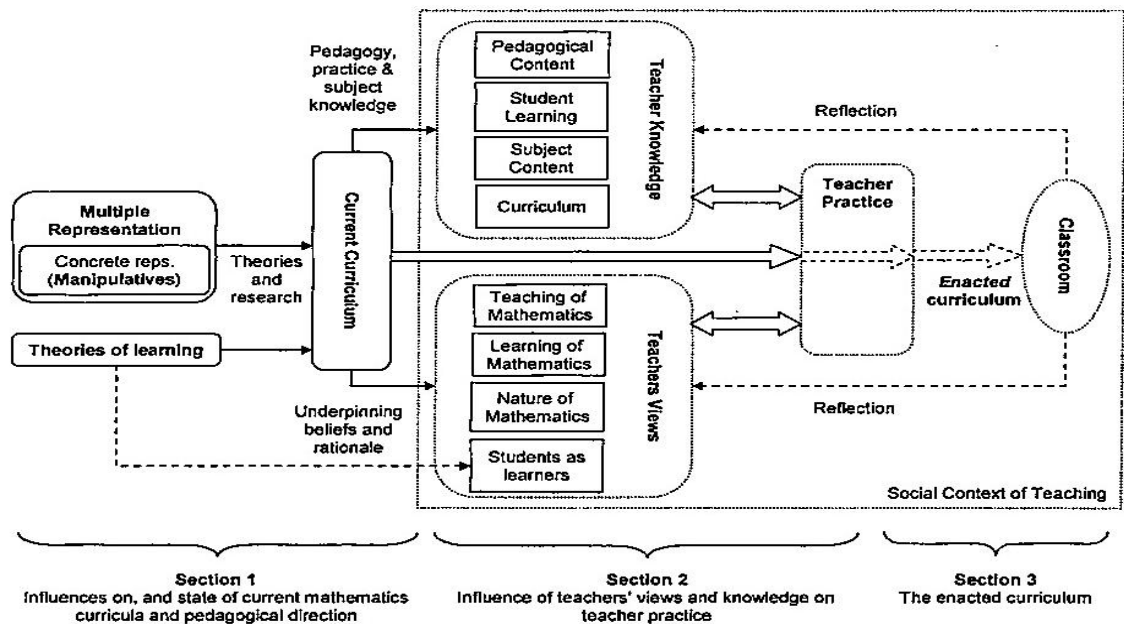 Multiple
Representation
Concrete reps.
(Manipulatives)
Theories of learning
Theories
and
research
Current Curriculum
Pedagogy,
practice &
subject
knowledge
Underpinning
beliefs and
rationale
Pedagogical
Content
Student
Learning
Subject
Content
Curriculum
Teacher Knowledge
Teaching of
Mathematics
Learning of
Mathematics
Nature of
Mathematics
Students as
learners
Teachers Views
Teacher
Practice
Reflection
Enacted
curriculum
Classroom
Reflection
Social Context of Teaching
Section 1
Influences on, and state of current mathematics
curricula and pedagogical direction
Section 2
Influence of teachers' views and knowledge on
teacher practice
Section 3
The enacted curriculum